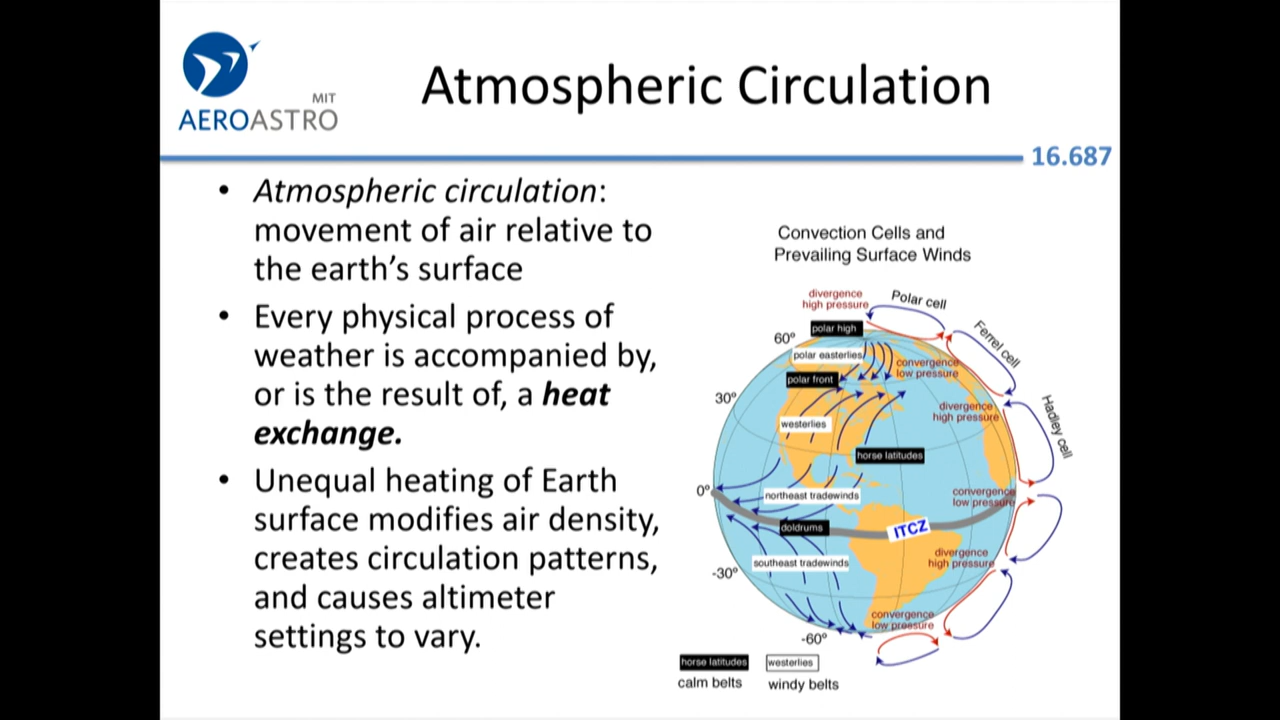 MIT
AEROASTRO
Atmospheric Circulation
16.687
• Atmospheric circulation:
movement of air relative to
the earth’s surface
• Every physical process of
weather is accompanied by,
or is the result of, a heat
exchange.
• Unequal heating of Earth
surface modifies air density,
creates circulation patterns,
and causes altimeter
settings to vary.
Convection Cells and
Prevailing Surface Winds
divergence
high pressure
Polar cell
polar high
60º
Ferrel cell
polar easterlies
convergence
low pressure
polar front
30º
Hadley cell
divergence
high pressure
westerlies
horse latitudes
0º
northeast tradewinds
convergence
low pressure
doldrums
ITCZ
southeast tradewinds
divergence
high pressure
-30º
convergence
low pressure
-60º
horse latitudes
westerlies
calm belts
windy belts